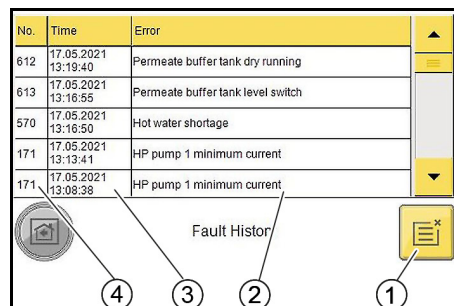 No. Time Error
612 17.05.2021 13:19:40 Permeate buffer tank dry running
613 17.05.2021 13:16:55 Permeate buffer tank level switch
570 17.05.2021 13:16:50 Hot water shortage
171 17.05.2021 13:13:41 HP pump 1 minimum current
171 17.05.2021 13:08:38 HP pump 1 minimum current
Fault Histor
4 3 2 1